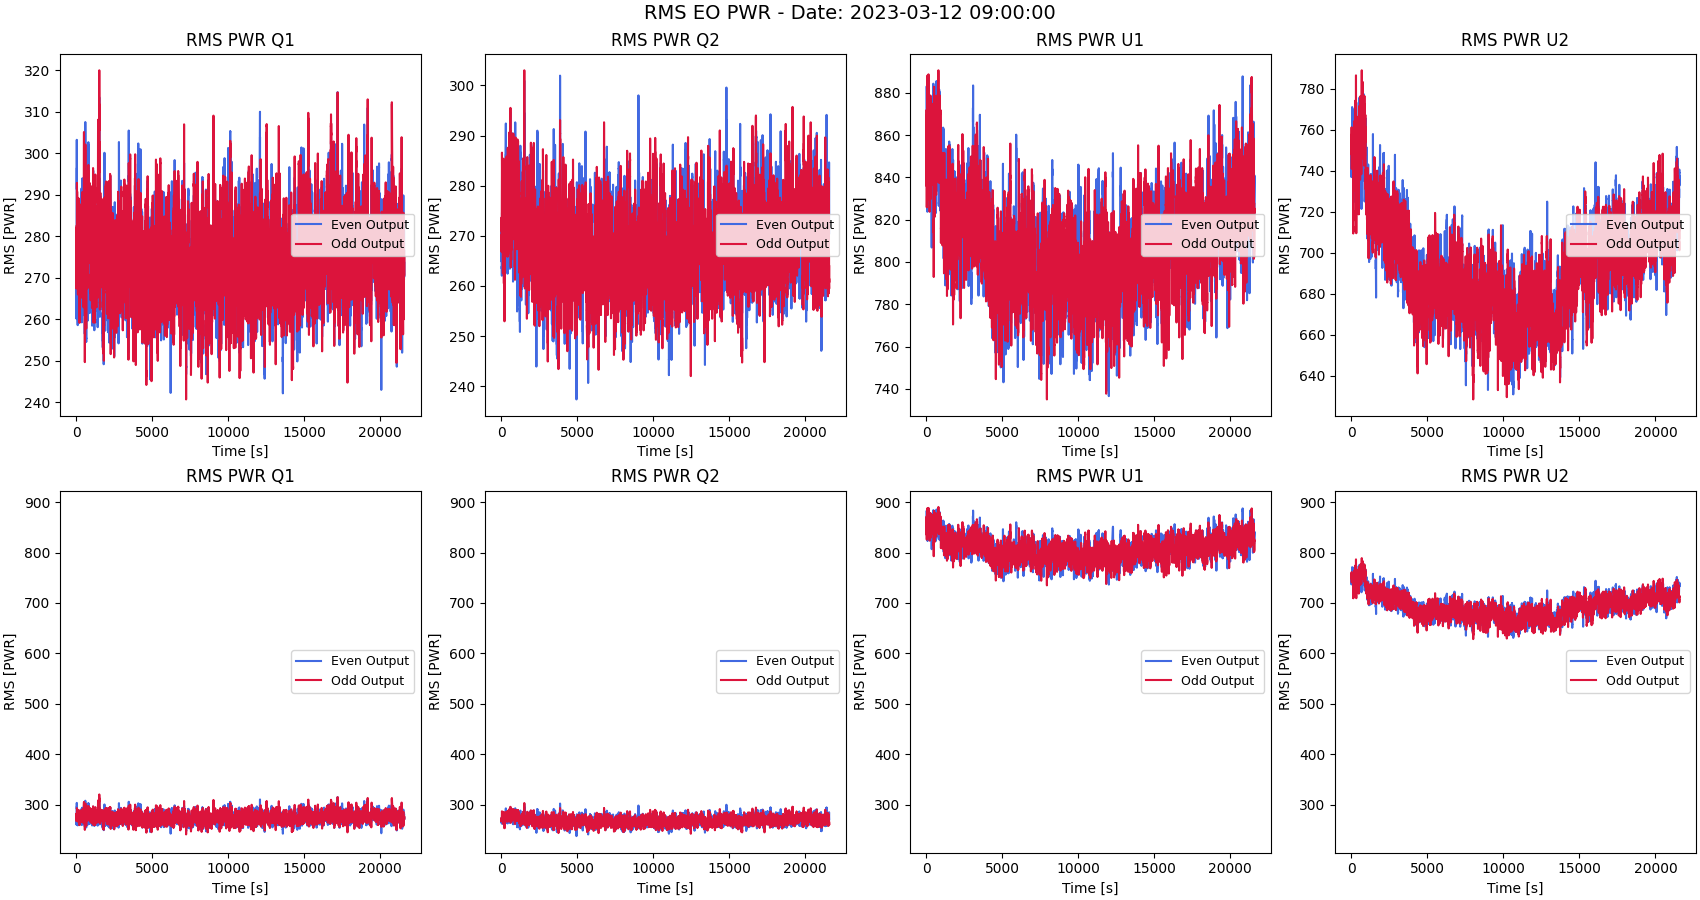 RMS EO PWR - Date: 2023-03-12 09:00:00
RMS PWR Q1
RMS [PWR]
320
310
300
290
280
270
260
250
240
0 5000 10000 15000 20000
Time [s]
Even Output
Odd Output
RMS PWR Q2
RMS [PWR]
300
290
280
270
260
250
240
0 5000 10000 15000 20000
Time [s]
Even Output
Odd Output
RMS PWR U1
RMS [PWR]
880
860
840
820
800
780
760
740
0 5000 10000 15000 20000
Time [s]
Even Output
Odd Output
RMS PWR U2
RMS [PWR]
780
760
740
720
700
680
660
640
0 5000 10000 15000 20000
Time [s]
Even Output
Odd Output
RMS PWR Q1
RMS [PWR]
900
800
700
600
500
400
300
0 5000 10000 15000 20000
Time [s]
Even Output
Odd Output
RMS PWR Q2
RMS [PWR]
900
800
700
600
500
400
300
0 5000 10000 15000 20000
Time [s]
Even Output
Odd Output
RMS PWR U1
RMS [PWR]
900
800
700
600
500
400
300
0 5000 10000 15000 20000
Time [s]
Even Output
Odd Output
RMS PWR U2
RMS [PWR]
900
800
700
600
500
400
300
0 5000 10000 15000 20000
Time [s]
Even Output
Odd Output